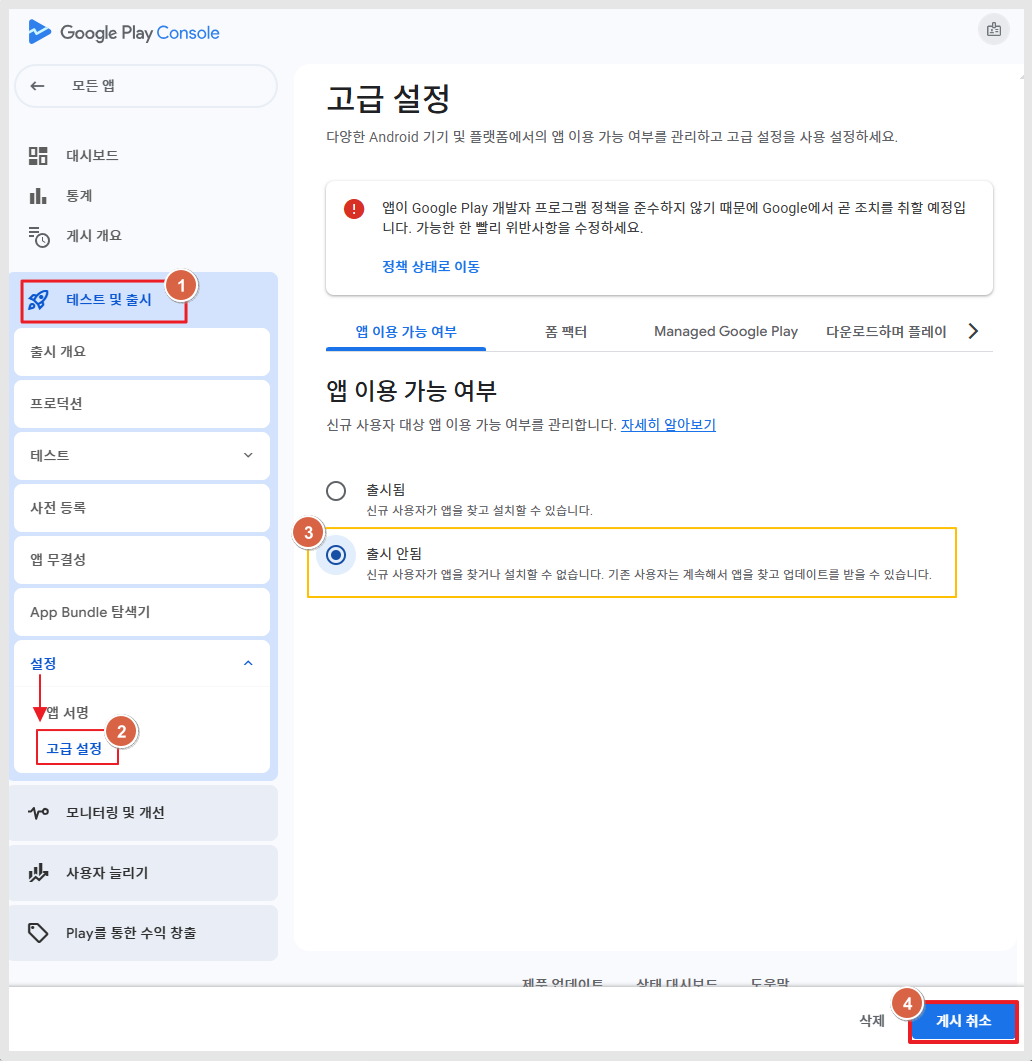 Google Play Console
모든 앱
대시보드
통계
게시 개요
1
테스트 및 출시
출시 개요
프로덕션
테스트
사전 등록
앱 무결성
App Bundle 탐색기
설정
앱 서명
2
고급 설정
모니터링 및 개선
사용자 늘리기
Play를 통한 수익 창출
고급 설정
다양한 Android 기기 및 플랫폼에서의 앱 이용 가능 여부를 관리하고 고급 설정을 사용 설정하세요.
앱이 Google Play 개발자 프로그램 정책을 준수하지 않기 때문에 Google에서 곧 조치를 취할 예정입
니다. 가능한 한 빨리 위반사항을 수정하세요.
정책 상태로 이동
앱 이용 가능 여부 폼 팩터 Managed Google Play 다운로드하며 플레이
앱 이용 가능 여부
신규 사용자 대상 앱 이용 가능 여부를 관리합니다. 자세히 알아보기
출시됨
신규 사용자가 앱을 찾고 설치할 수 있습니다.
3
출시 안됨
신규 사용자가 앱을 찾거나 설치할 수 없습니다. 기존 사용자는 계속해서 앱을 찾고 업데이트를 받을 수 있습니다.
제품 업데이트 상태 대시보드 도움말
4
삭제 게시 취소